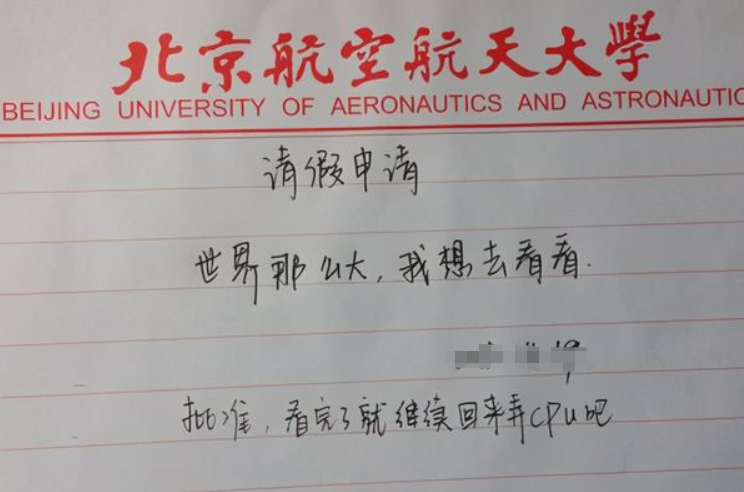 北京航空航天大學
BEIJING UNIVERSITY OF AERONAUTICS AND ASTRONAUTIC
请假申请
世界那么大,我想去看看.
19
批准,看完了就继续回来弄CPU吧